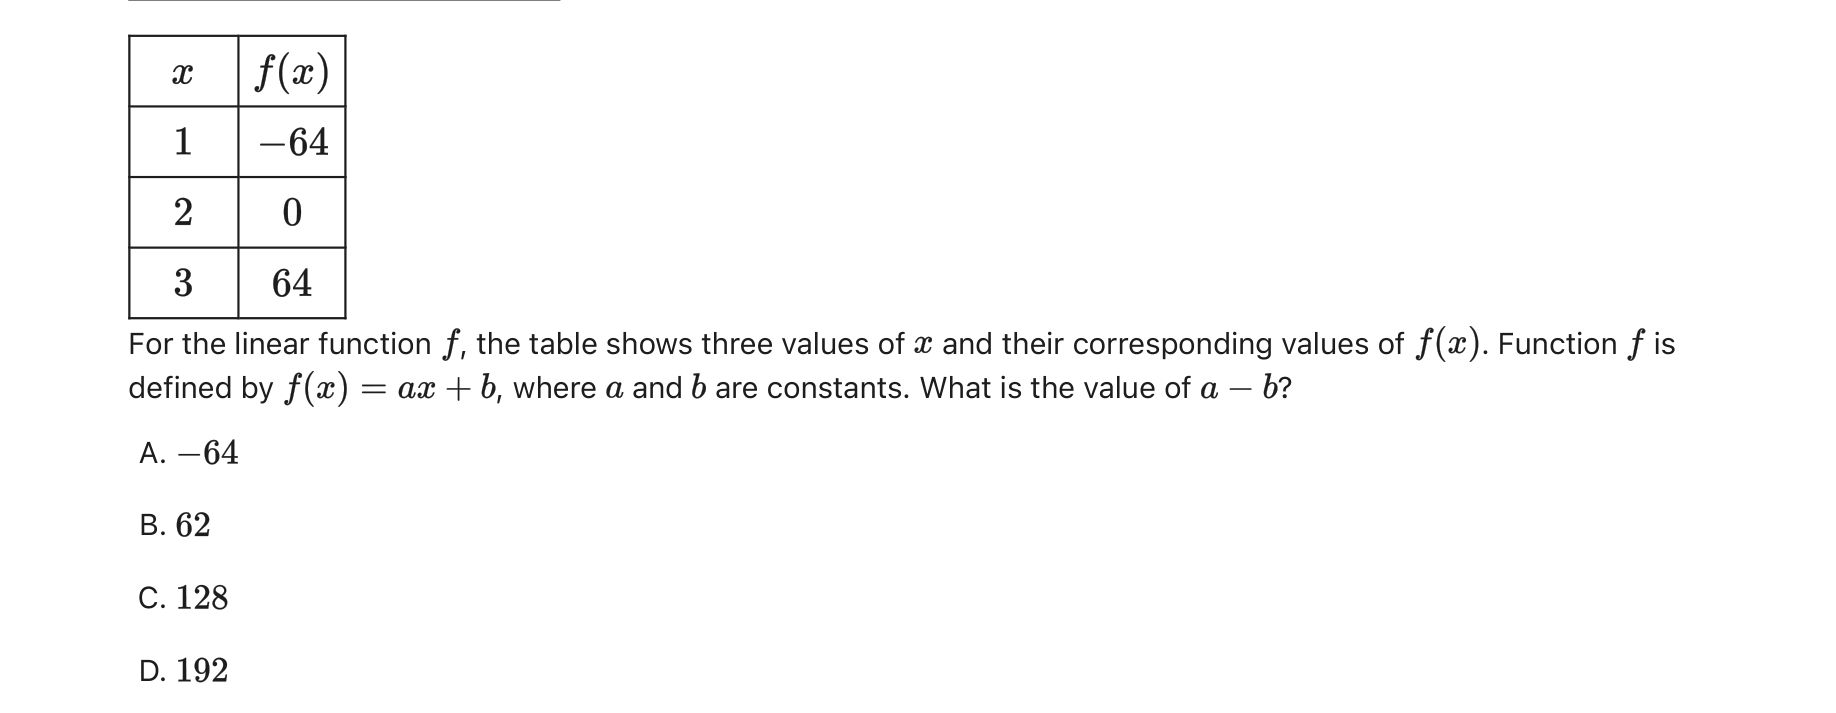 x f(x)
1 −64
2 0
3 64
For the linear function f, the table shows three values of x and their corresponding values of f(x). Function f is
defined by f(x) = ax + b, where a and b are constants. What is the value of a − b?
A. −64
B. 62
C. 128
D. 192